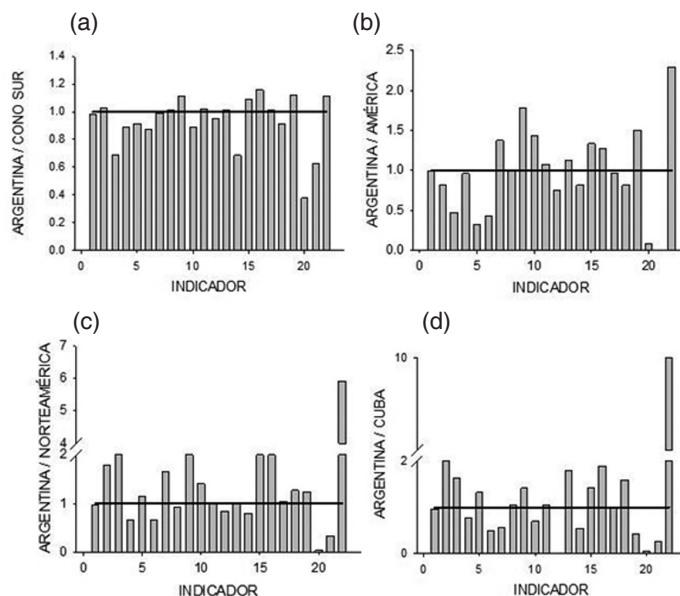 (a)
ARGENTINA / CONO SUR
1.4
1.2
1.0
0.8
0.6
0.4
0.2
0.0
0 5 10 15 20
INDICADOR
(b)
ARGENTINA / AMÉRICA
2.5
2.0
1.5
1.0
0.5
0.0
0 5 10 15 20
INDICADOR
(c)
ARGENTINA / NORTEAMÉRICA
7
6
5
4
2
1
0
0 5 10 15 20
INDICADOR
(d)
ARGENTINA / CUBA
10
2
1
0
0 5 10 15 20
INDICADOR